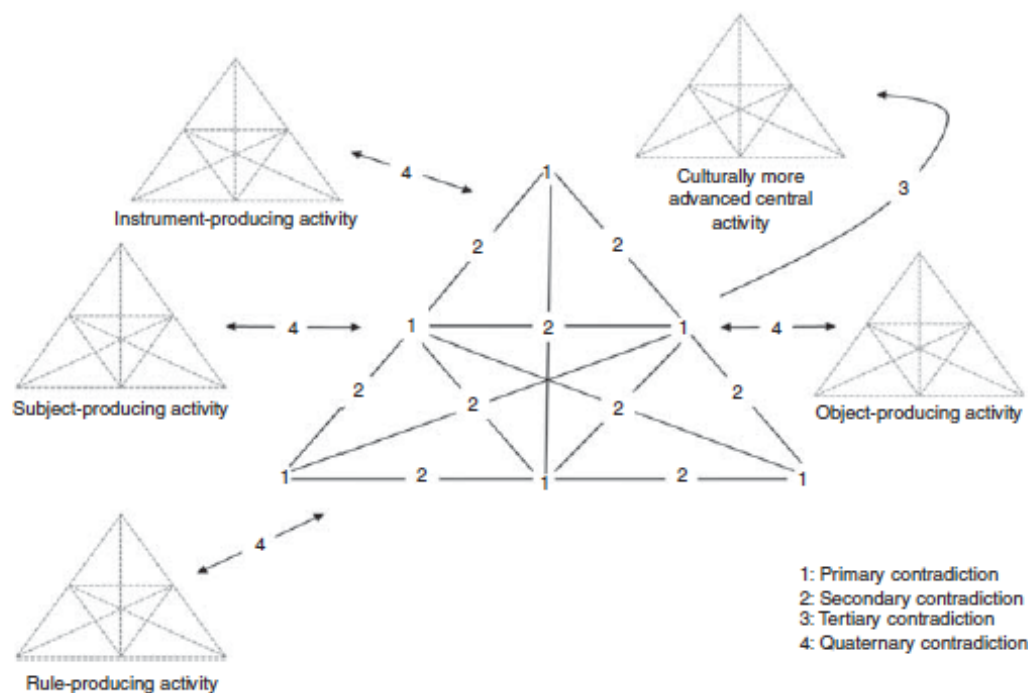 4
1
Instrument-producing activity
Culturally more
advanced central
activity
3
2
2
4
1
2
1
4
Subject-producing activity
Object-producing activity
2
2
2
2
1
2
1
2
1
4
Rule-producing activity
1: Primary contradiction
2: Secondary contradiction
3: Tertiary contradiction
4: Quaternary contradiction